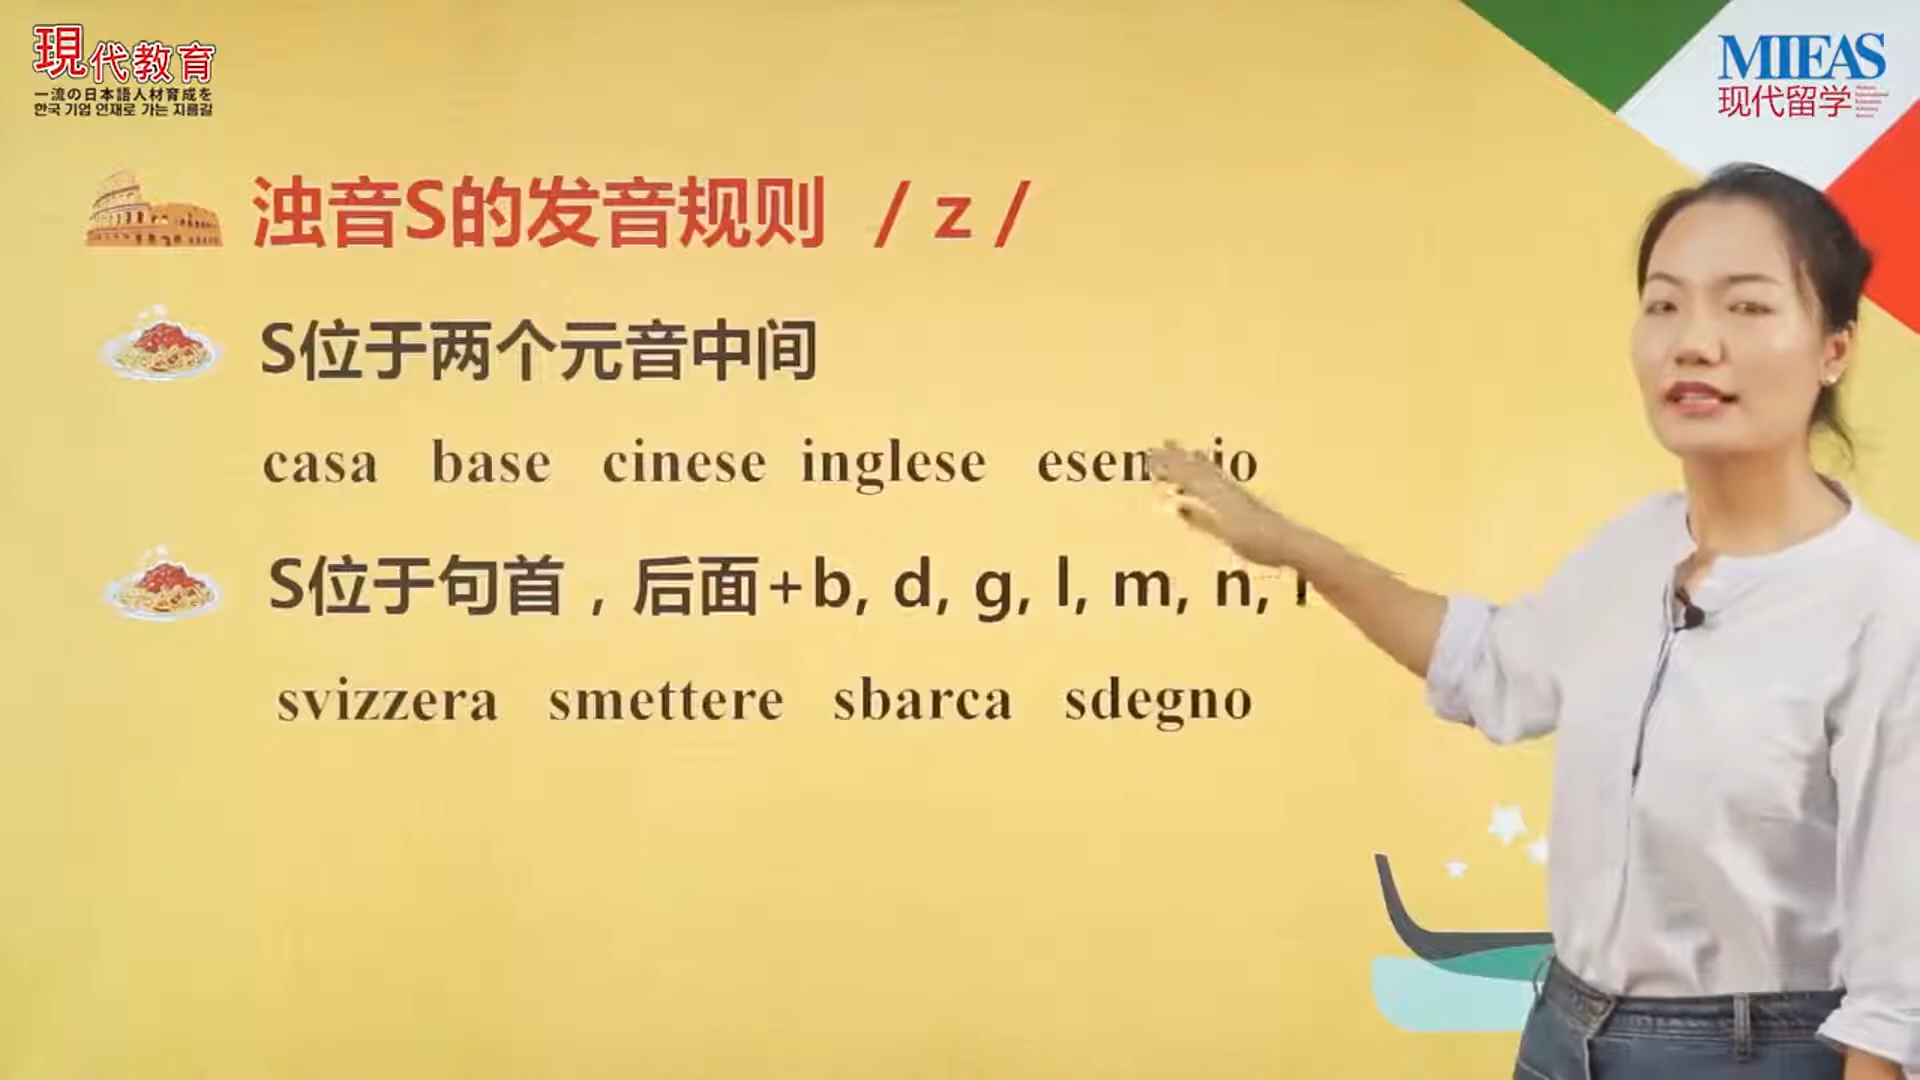 現代教育
一流の日本語人材育成を
한국 기업 인재로 가는 지름길
MIEAS
现代留学
浊音S的发音规则 / z /
S位于两个元音中间
casa base cinese inglese
S位于句首，后面+b, d, g, l, m, n,
svizzera smettere sbarca sdegno